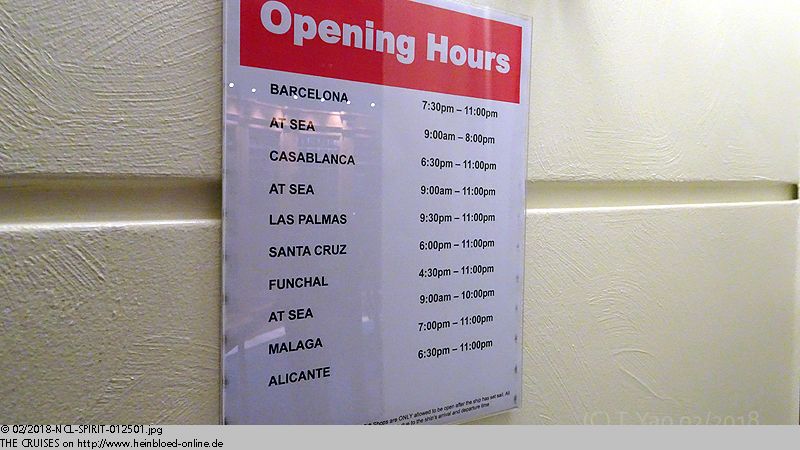 Opening Hours
BARCELONA 7:30pm – 11:00pm
AT SEA 9:00am – 8:00pm
CASABLANCA 6:30pm – 11:00pm
AT SEA 9:00am – 11:00pm
LAS PALMAS 9:30pm – 11:00pm
SANTA CRUZ 6:00pm – 11:00pm
FUNCHAL 4:30pm – 11:00pm
AT SEA 9:00am – 10:00pm
MALAGA 7:00pm – 11:00pm
ALICANTE 6:30pm – 11:00pm
Shops are ONLY allowed to be open after the ship has set sail. All
to the ship's arrival and departure time
(C) T. Yao 02/2018
© 02/2018-NCL-SPIRIT-012501.jpg
THE CRUISES on http://www.heinbloed-online.de